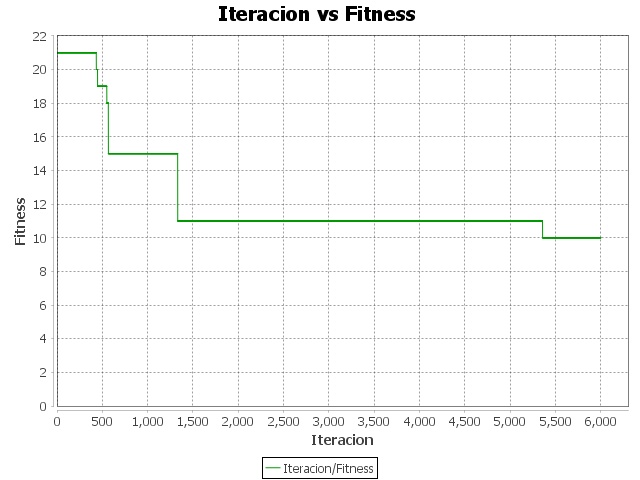 Iteracion vs Fitness
22
20
18
16
14
12
10
8
6
4
2
0
Fitness
0 500 1,000 1,500 2,000 2,500 3,000 3,500 4,000 4,500 5,000 5,500 6,000
Iteracion
Iteracion/Fitness